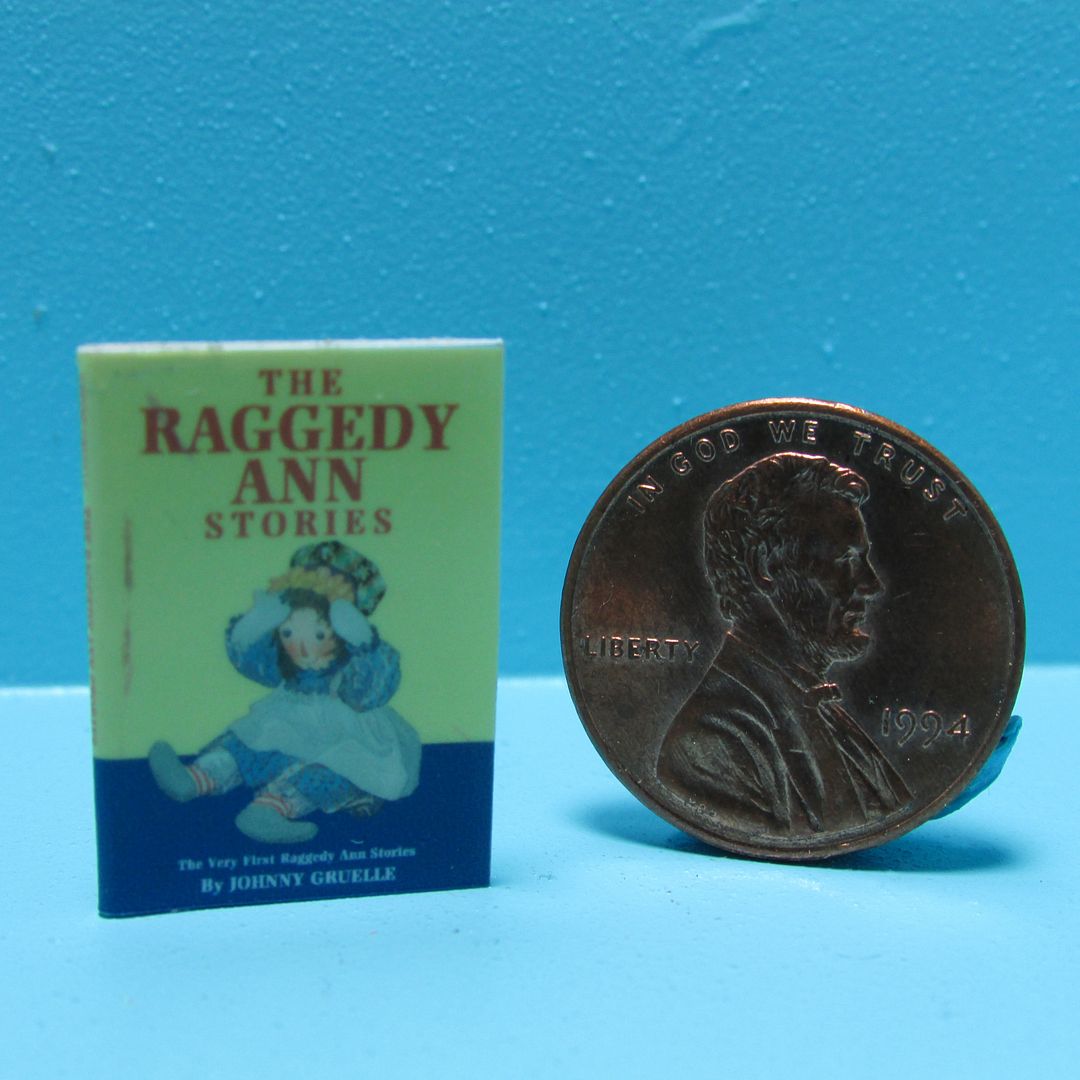 THE
RAGGEDY
ANN
STORIES
The Very First Raggedy Ann Stories
By JOHNNY GRUELLE
IN GOD WE TRUST
LIBERTY
1994